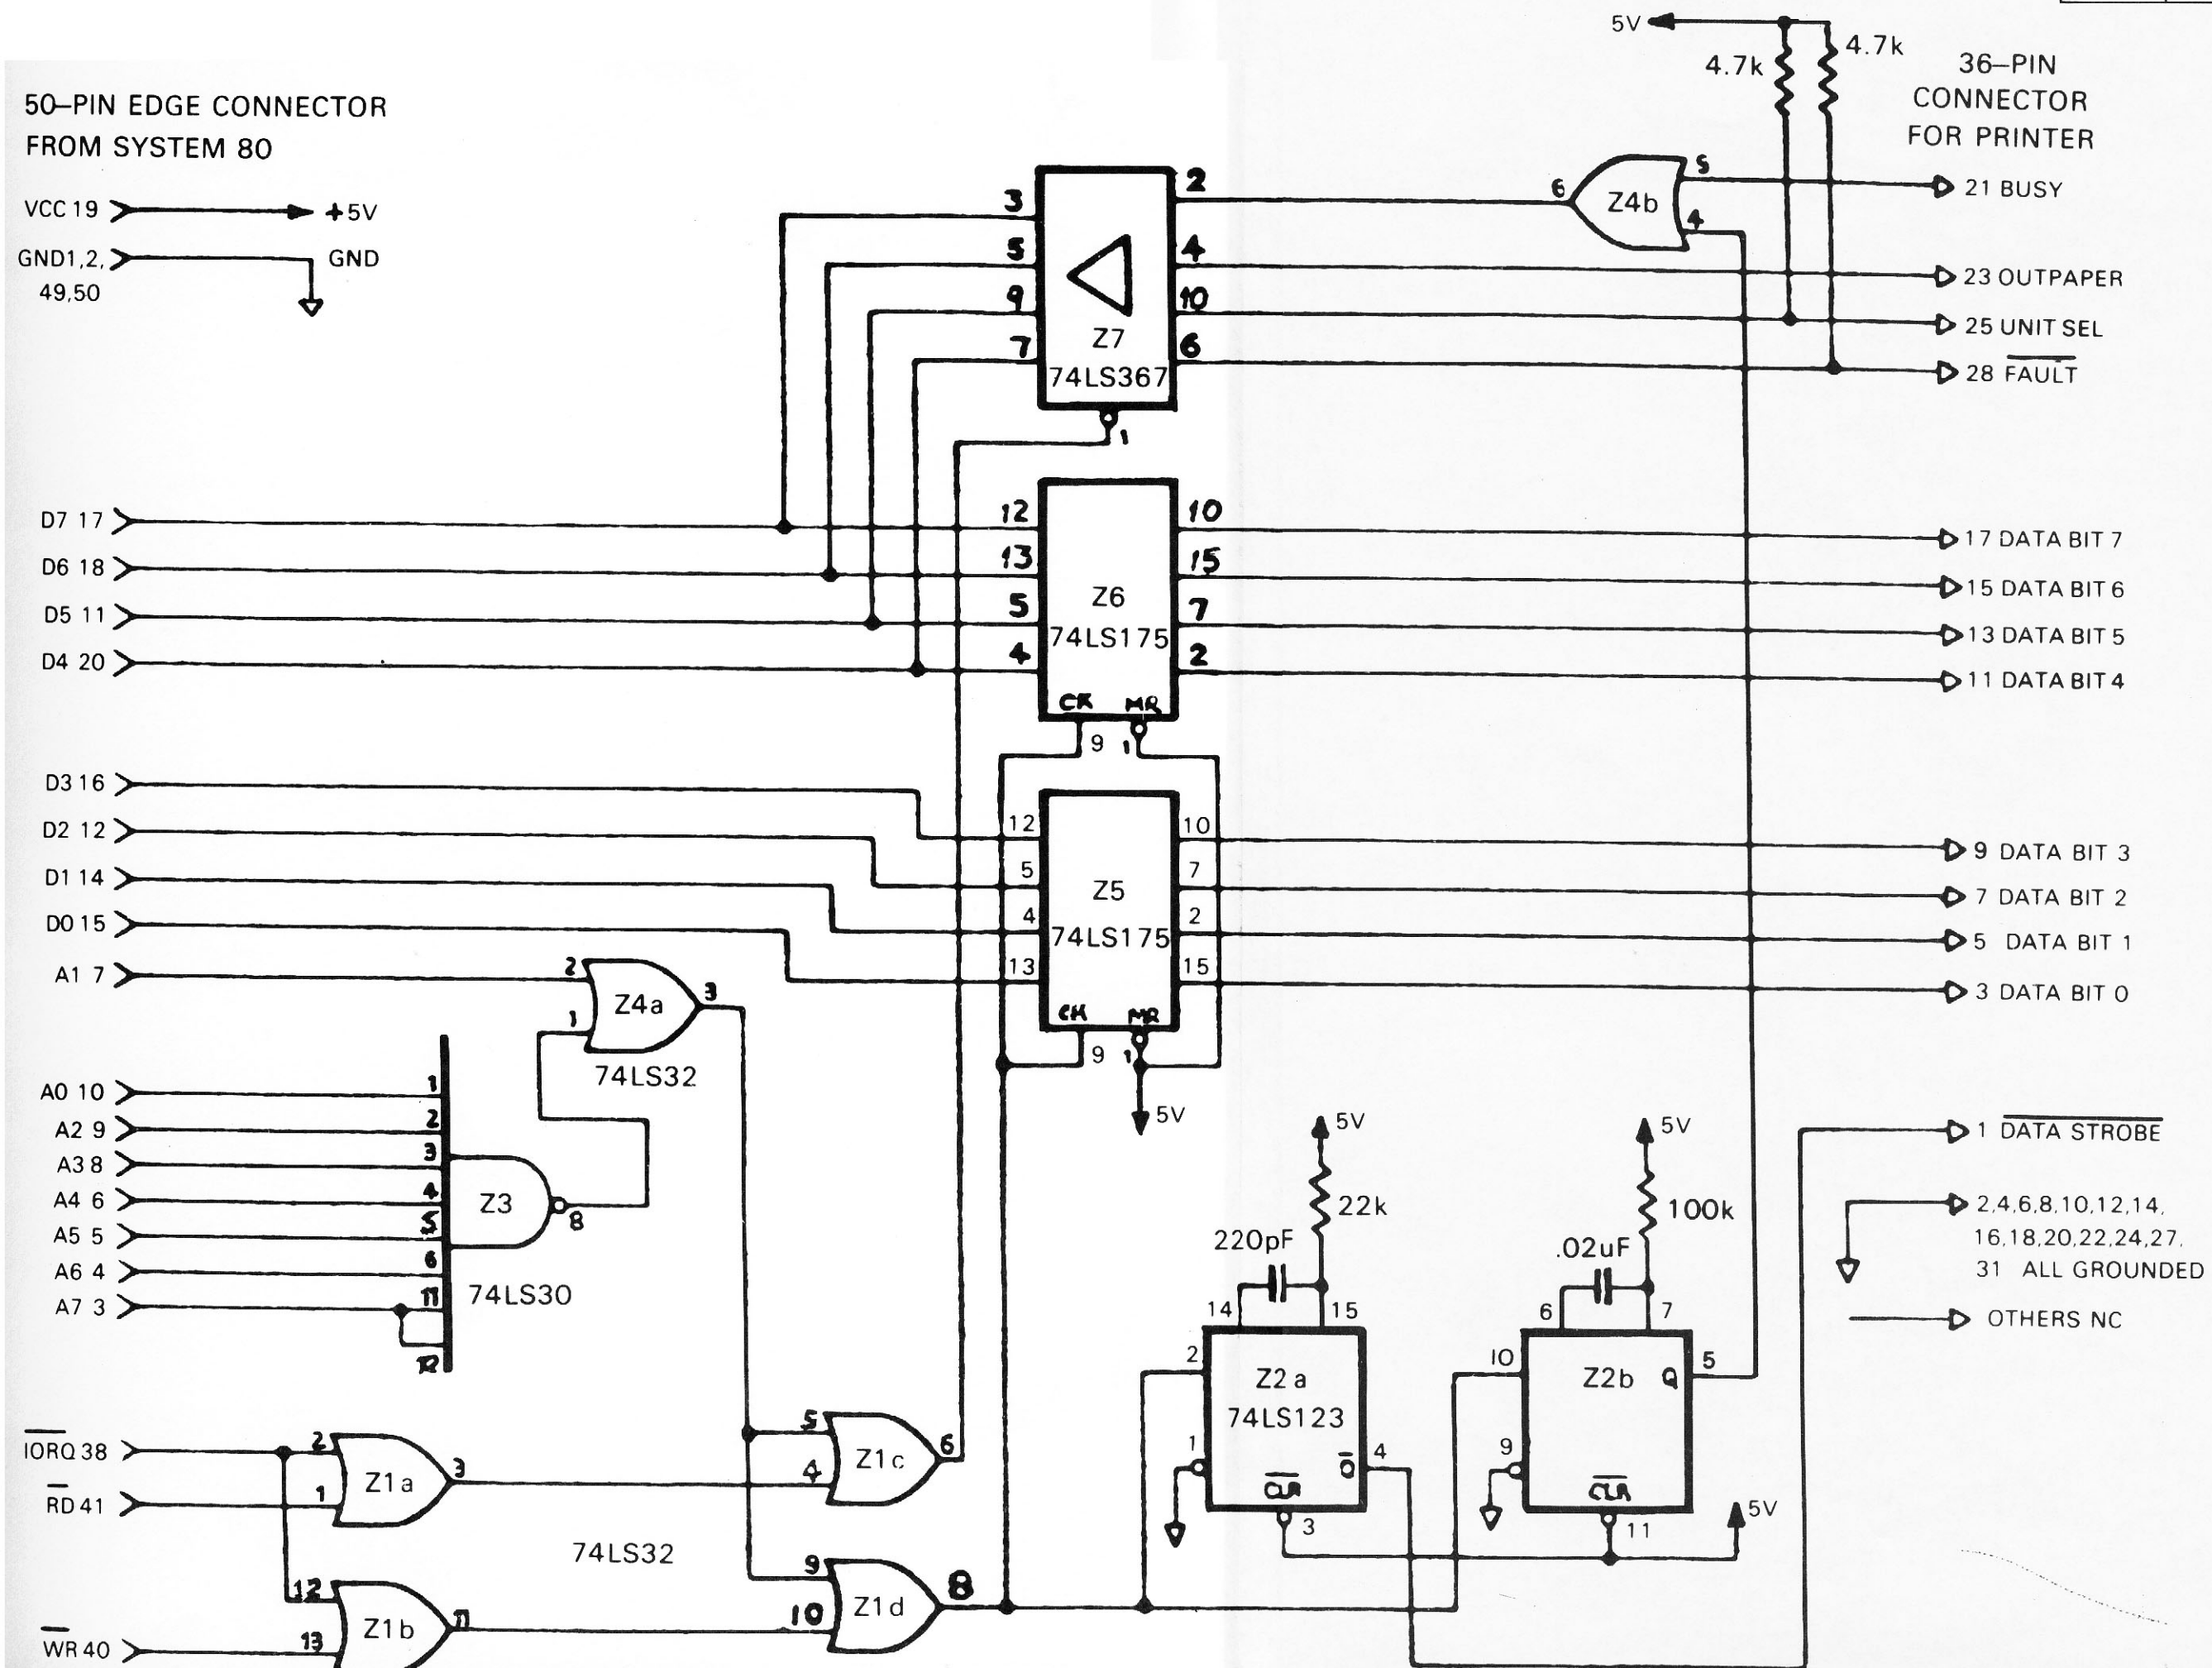 50-PIN EDGE CONNECTOR
FROM SYSTEM 80
VCC 19
+5V
GND1,2,
49,50
GND
5V
4.7k
4.7k
36-PIN
CONNECTOR
FOR PRINTER
3
5
9
7
Z7
74LS367
2
4
10
6
1
6
Z4b
5
4
21 BUSY
23 OUTPAPER
25 UNIT SEL
28 FAULT
D7 17
D6 18
D5 11
D4 20
12
13
5
4
Z6
74LS175
CK
MR
10
15
7
2
9
1
17 DATA BIT 7
15 DATA BIT 6
13 DATA BIT 5
11 DATA BIT 4
D3 16
D2 12
D1 14
D0 15
12
5
4
13
Z5
74LS175
CK
MR
10
7
2
15
9
1
5V
9 DATA BIT 3
7 DATA BIT 2
5 DATA BIT 1
3 DATA BIT 0
A1 7
2
1
Z4a
3
74LS32
A0 10
A2 9
A3 8
A4 6
A5 5
A6 4
A7 3
1
2
3
4
5
6
11
12
Z3
8
74LS30
5V
22k
220pF
14
15
2
Z2a
74LS123
1
Q
4
CLR
3
5V
100k
.02uF
6
7
10
Z2b
Q
5
9
CLR
11
5V
1 DATA STROBE
2,4,6,8,10,12,14,
16,18,20,22,24,27,
31 ALL GROUNDED
OTHERS NC
IORQ 38
RD 41
2
1
Z1a
3
5
4
Z1c
6
74LS32
WR 40
12
13
Z1b
11
9
10
Z1d
8